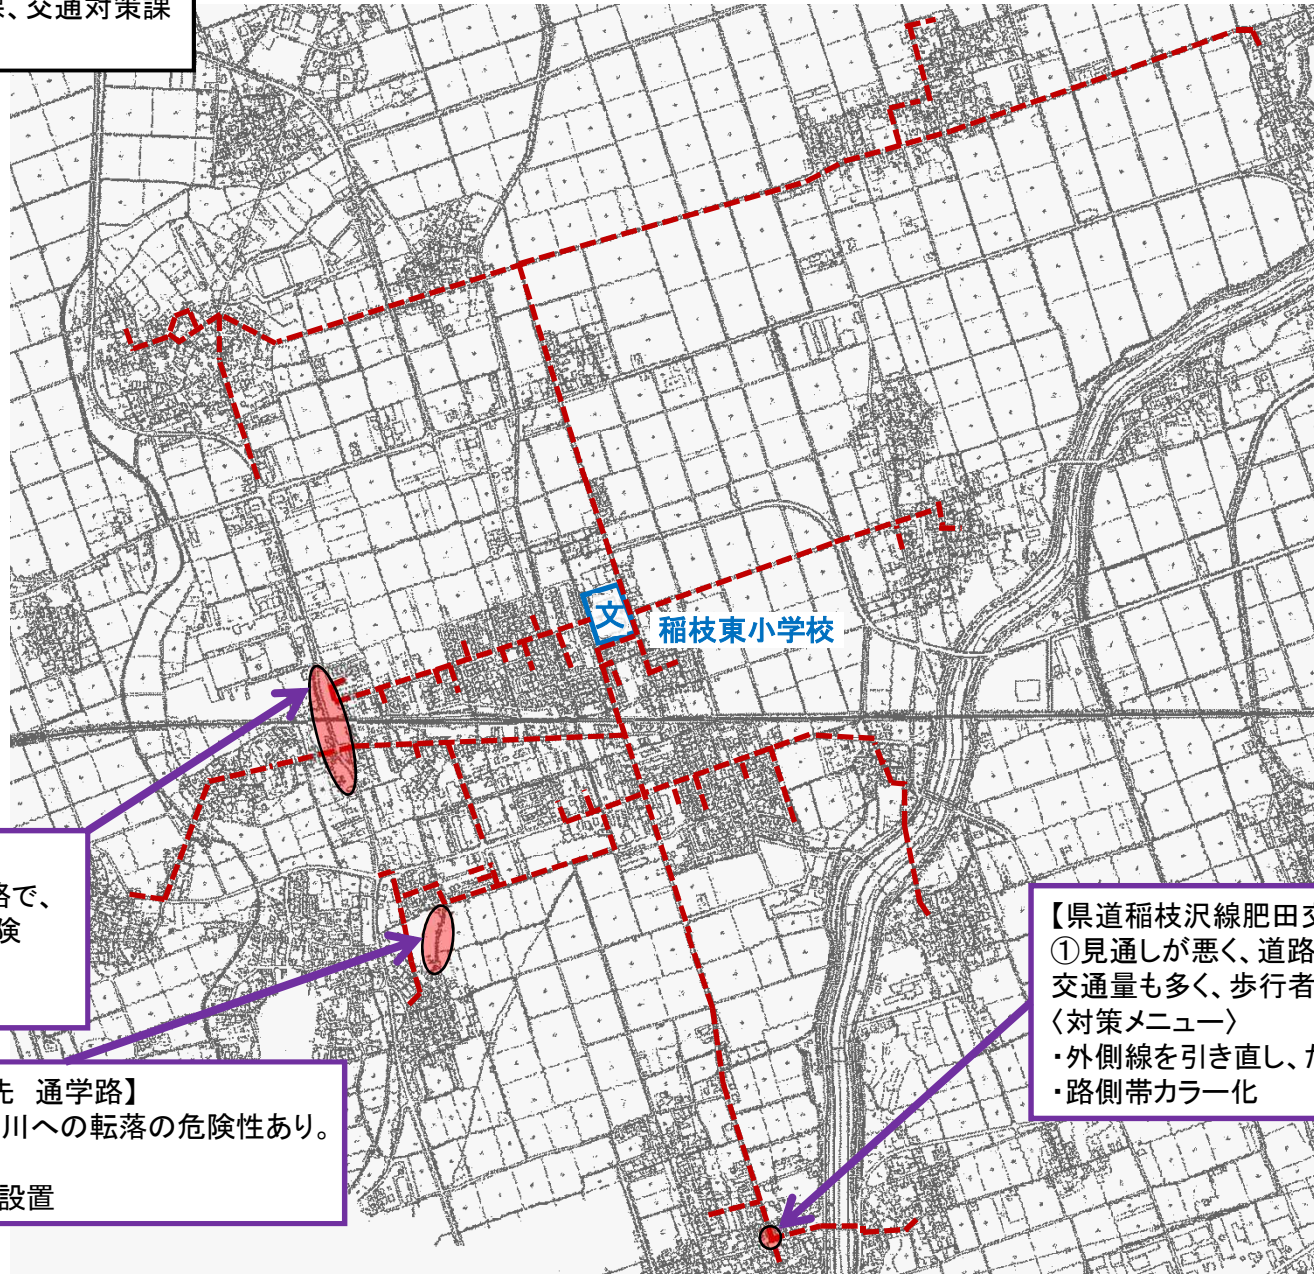 、交通対策課
文
稲枝東小学校
路で、
険
先 通学路】
川への転落の危険性あり。
設置
【県道稲枝沢線肥田交
①見通しが悪く、道路
交通量も多く、歩行者
〈対策メニュー〉
・外側線を引き直し、
・路側帯カラー化